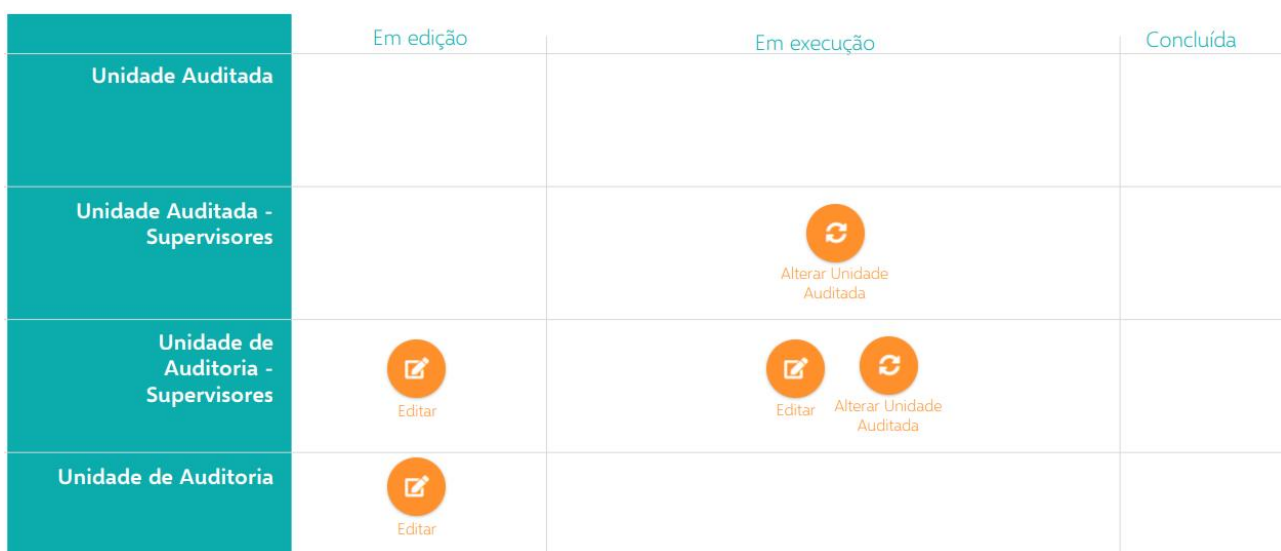 Em edição
Em execução
Concluída
Unidade Auditada
Unidade Auditada -
Supervisores
Alterar Unidade
Auditada
Unidade de
Auditoria -
Supervisores
Editar
Editar
Alterar Unidade
Auditada
Unidade de Auditoria
Editar